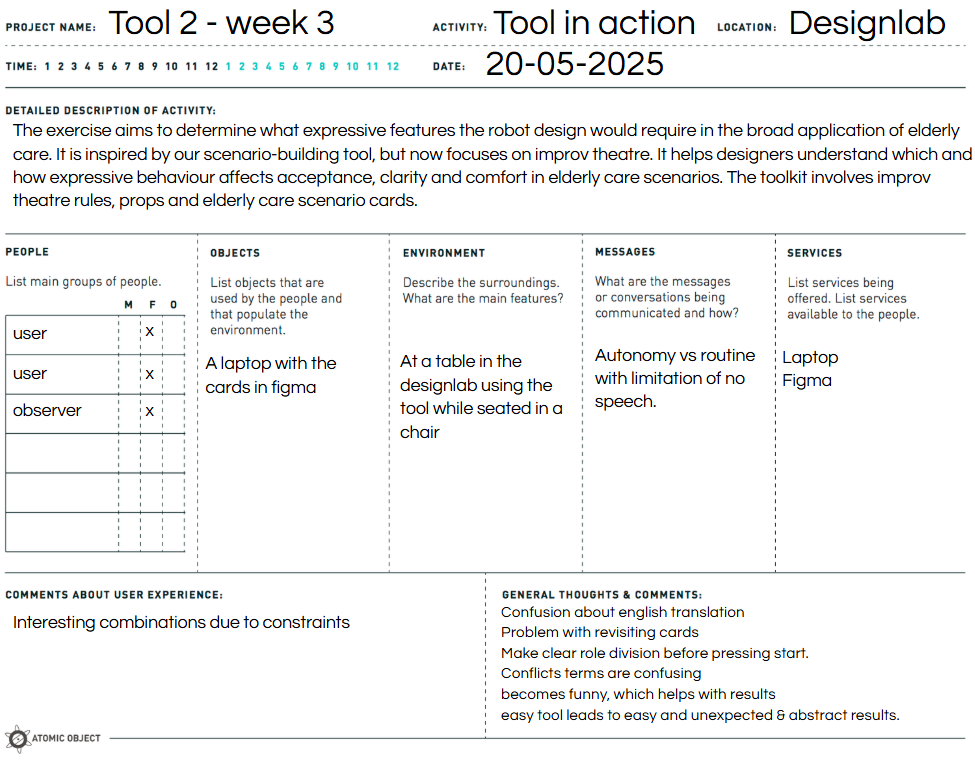 PROJECT NAME: Tool 2 - week 3 ACTIVITY: Tool in action LOCATION: Designlab
TIME: 1 2 3 4 5 6 7 8 9 10 11 12 1 2 3 4 5 6 7 8 9 10 11 12 DATE: 20-05-2025
DETAILED DESCRIPTION OF ACTIVITY:
The exercise aims to determine what expressive features the robot design would require in the broad application of elderly
care. It is inspired by our scenario-building tool, but now focuses on improv theatre. It helps designers understand which and
how expressive behaviour affects acceptance, clarity and comfort in elderly care scenarios. The toolkit involves improv
theatre rules, props and elderly care scenario cards.
PEOPLE
List main groups of people.
M F O
user x
user x
observer x
OBJECTS
List objects that are
used by the people and
that populate the
environment.
A laptop with the
cards in figma
ENVIRONMENT
Describe the surroundings.
What are the main features?
At a table in the
designlab using the
tool while seated in a
chair
MESSAGES
What are the messages
or conversations being
communicated and how?
Autonomy vs routine
with limitation of no
speech.
SERVICES
List services being
offered. List services
available to the people.
Laptop
Figma
COMMENTS ABOUT USER EXPERIENCE:
Interesting combinations due to constraints
GENERAL THOUGHTS & COMMENTS:
Confusion about english translation
Problem with revisiting cards
Make clear role division before pressing start.
Conflicts terms are confusing
becomes funny, which helps with results
easy tool leads to easy and unexpected & abstract results.
ATOMIC OBJECT